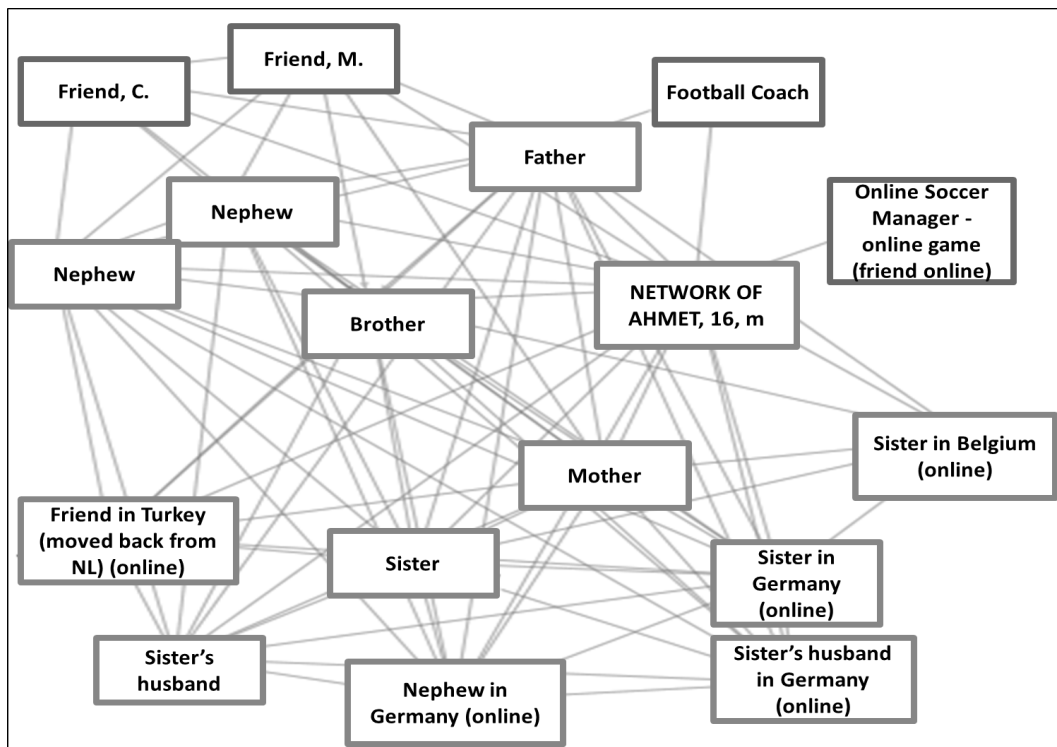 Friend, M.
Friend, C.
Football Coach
Father
Nephew
Online Soccer
Manager -
online game
(friend online)
Nephew
NETWORK OF
AHMET, 16, m
Brother
Sister in Belgium
(online)
Mother
Friend in Turkey
(moved back from
NL) (online)
Sister
Sister in
Germany
(online)
Sister's
husband
Nephew in
Germany (online)
Sister's husband
in Germany
(online)